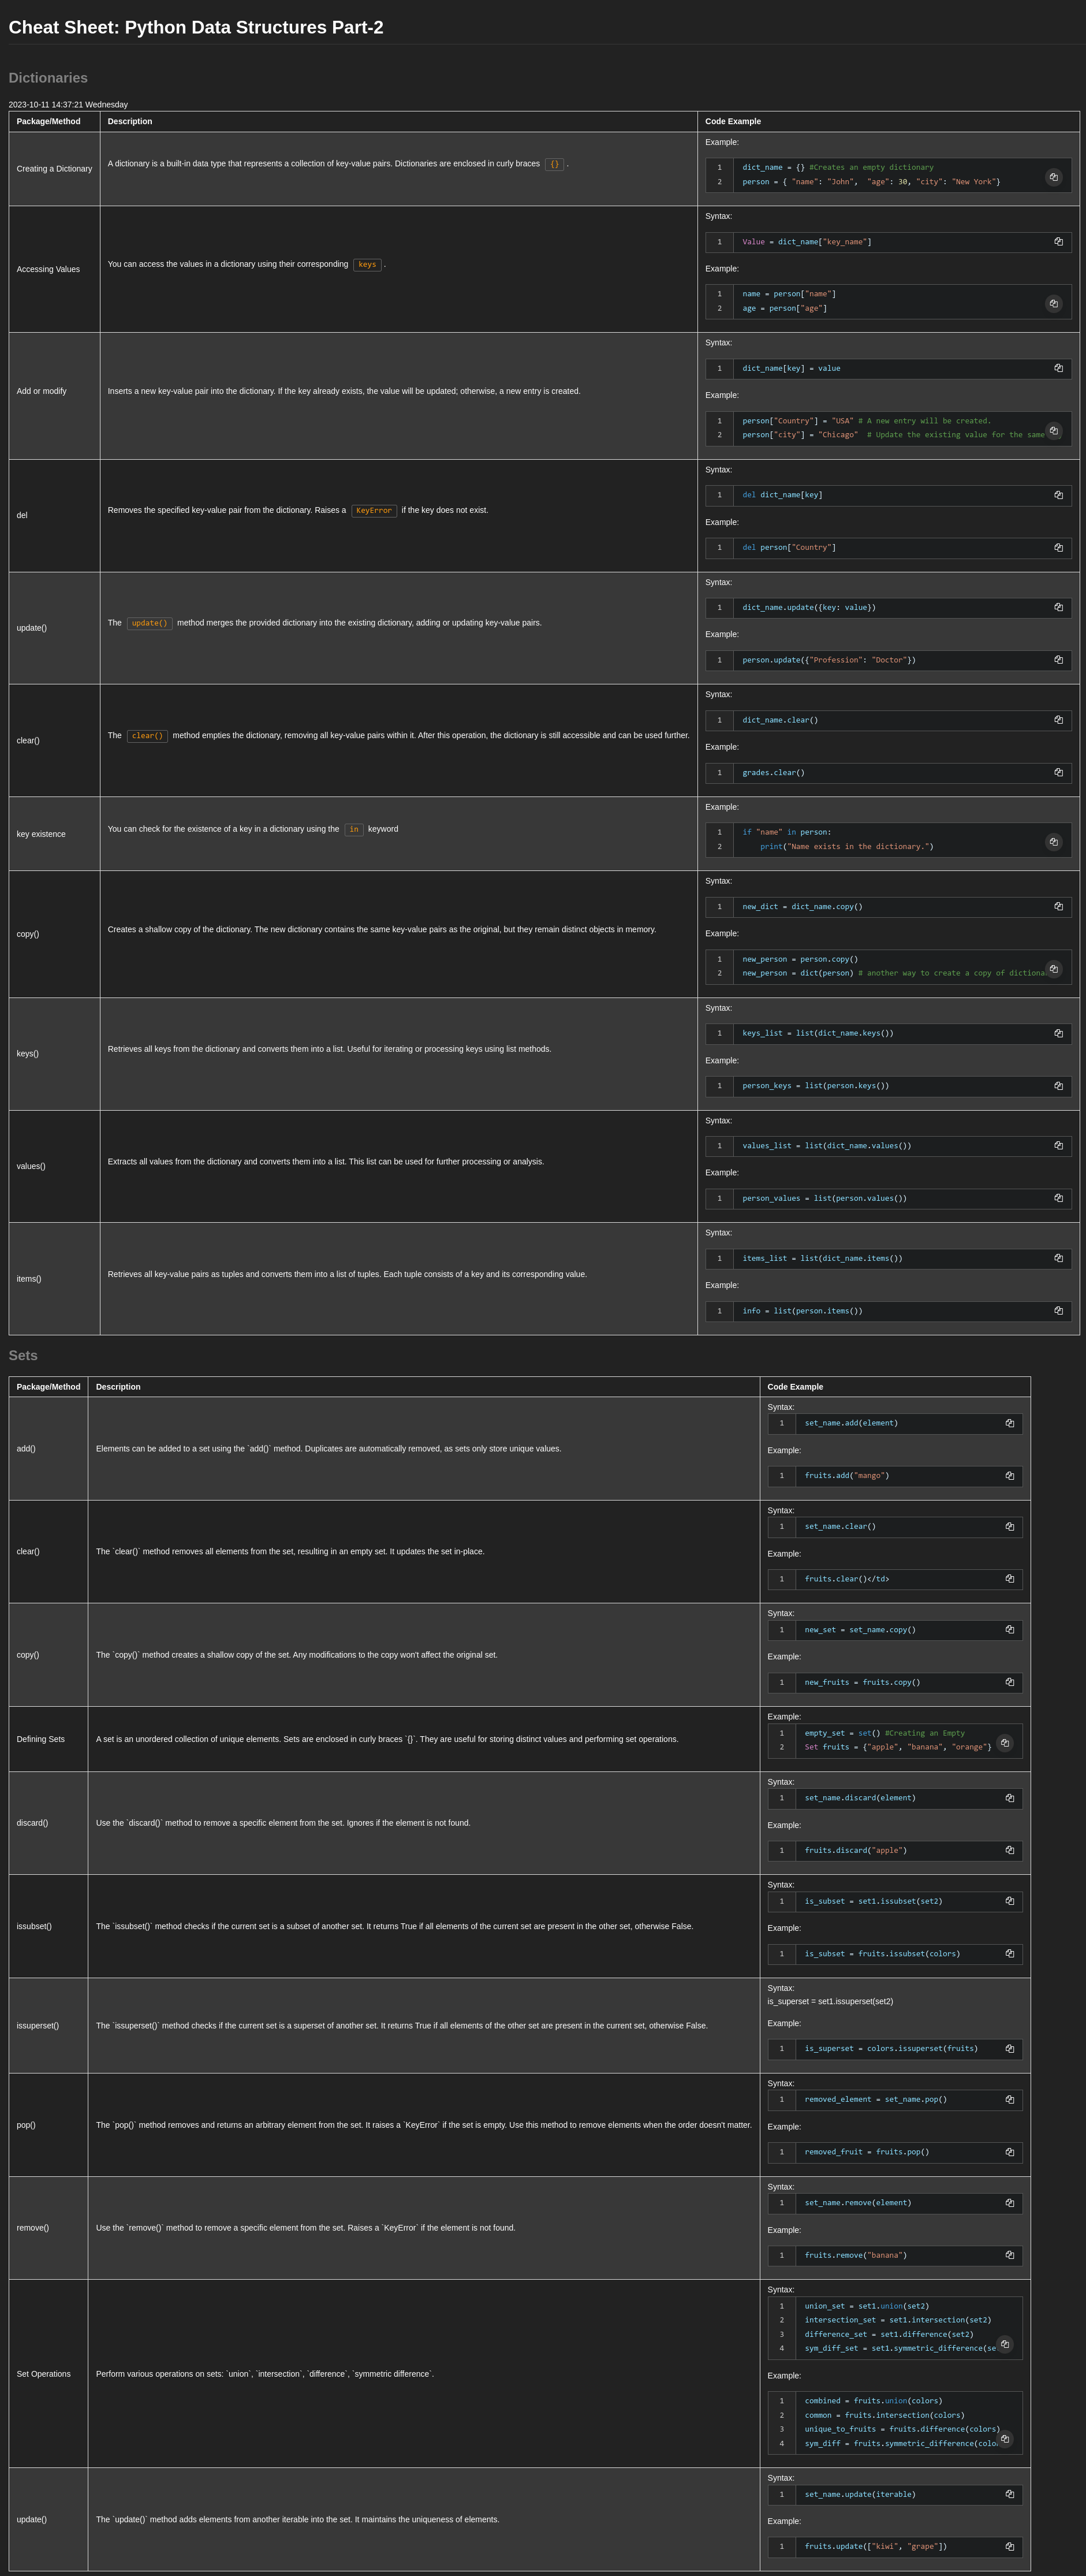 Cheat Sheet: Python Data Structures Part-2
Dictionaries
2023-10-11 14:37:21 Wednesday
Package/Method Description Code Example
Creating a Dictionary
A dictionary is a built-in data type that represents a collection of key-value pairs. Dictionaries are enclosed in curly braces {} .
Example:
1 dict_name = {} #Creates an empty dictionary
2 person = { "name": "John",  "age": 30, "city": "New York"}
Accessing Values
You can access the values in a dictionary using their corresponding keys .
Syntax:
1 Value = dict_name["key_name"]
Example:
1 name = person["name"]
2 age = person["age"]
Add or modify
Inserts a new key-value pair into the dictionary. If the key already exists, the value will be updated; otherwise, a new entry is created.
Syntax:
1 dict_name[key] = value
Example:
1 person["Country"] = "USA" # A new entry will be created.
2 person["city"] = "Chicago"  # Update the existing value for the same
del
Removes the specified key-value pair from the dictionary. Raises a KeyError if the key does not exist.
Syntax:
1 del dict_name[key]
Example:
1 del person["Country"]
update()
The update() method merges the provided dictionary into the existing dictionary, adding or updating key-value pairs.
Syntax:
1 dict_name.update({key: value})
Example:
1 person.update({"Profession": "Doctor"})
clear()
The clear() method empties the dictionary, removing all key-value pairs within it. After this operation, the dictionary is still accessible and can be used further.
Syntax:
1 dict_name.clear()
Example:
1 grades.clear()
key existence
You can check for the existence of a key in a dictionary using the in keyword
Example:
1 if "name" in person:
2     print("Name exists in the dictionary.")
copy()
Creates a shallow copy of the dictionary. The new dictionary contains the same key-value pairs as the original, but they remain distinct objects in memory.
Syntax:
1 new_dict = dict_name.copy()
Example:
1 new_person = person.copy()
2 new_person = dict(person) # another way to create a copy of dictiona
keys()
Retrieves all keys from the dictionary and converts them into a list. Useful for iterating or processing keys using list methods.
Syntax:
1 keys_list = list(dict_name.keys())
Example:
1 person_keys = list(person.keys())
values()
Extracts all values from the dictionary and converts them into a list. This list can be used for further processing or analysis.
Syntax:
1 values_list = list(dict_name.values())
Example:
1 person_values = list(person.values())
items()
Retrieves all key-value pairs as tuples and converts them into a list of tuples. Each tuple consists of a key and its corresponding value.
Syntax:
1 items_list = list(dict_name.items())
Example:
1 info = list(person.items())
Sets
Package/Method Description Code Example
add()
Elements can be added to a set using the `add()` method. Duplicates are automatically removed, as sets only store unique values.
Syntax:
1 set_name.add(element)
Example:
1 fruits.add("mango")
clear()
The `clear()` method removes all elements from the set, resulting in an empty set. It updates the set in-place.
Syntax:
1 set_name.clear()
Example:
1 fruits.clear()</td>
copy()
The `copy()` method creates a shallow copy of the set. Any modifications to the copy won't affect the original set.
Syntax:
1 new_set = set_name.copy()
Example:
1 new_fruits = fruits.copy()
Defining Sets
A set is an unordered collection of unique elements. Sets are enclosed in curly braces `{}`. They are useful for storing distinct values and performing set operations.
Example:
1 empty_set = set() #Creating an Empty
2 Set fruits = {"apple", "banana", "orange"}
discard()
Use the `discard()` method to remove a specific element from the set. Ignores if the element is not found.
Syntax:
1 set_name.discard(element)
Example:
1 fruits.discard("apple")
issubset()
The `issubset()` method checks if the current set is a subset of another set. It returns True if all elements of the current set are present in the other set, otherwise False.
Syntax:
1 is_subset = set1.issubset(set2)
Example:
1 is_subset = fruits.issubset(colors)
issuperset()
The `issuperset()` method checks if the current set is a superset of another set. It returns True if all elements of the other set are present in the current set, otherwise False.
Syntax:
is_superset = set1.issuperset(set2)
Example:
1 is_superset = colors.issuperset(fruits)
pop()
The `pop()` method removes and returns an arbitrary element from the set. It raises a `KeyError` if the set is empty. Use this method to remove elements when the order doesn't matter.
Syntax:
1 removed_element = set_name.pop()
Example:
1 removed_fruit = fruits.pop()
remove()
Use the `remove()` method to remove a specific element from the set. Raises a `KeyError` if the element is not found.
Syntax:
1 set_name.remove(element)
Example:
1 fruits.remove("banana")
Set Operations
Perform various operations on sets: `union`, `intersection`, `difference`, `symmetric difference`.
Syntax:
1 union_set = set1.union(set2)
2 intersection_set = set1.intersection(set2)
3 difference_set = set1.difference(set2)
4 sym_diff_set = set1.symmetric_difference(se
Example:
1 combined = fruits.union(colors)
2 common = fruits.intersection(colors)
3 unique_to_fruits = fruits.difference(colors)
4 sym_diff = fruits.symmetric_difference(colo
update()
The `update()` method adds elements from another iterable into the set. It maintains the uniqueness of elements.
Syntax:
1 set_name.update(iterable)
Example:
1 fruits.update(["kiwi", "grape"])